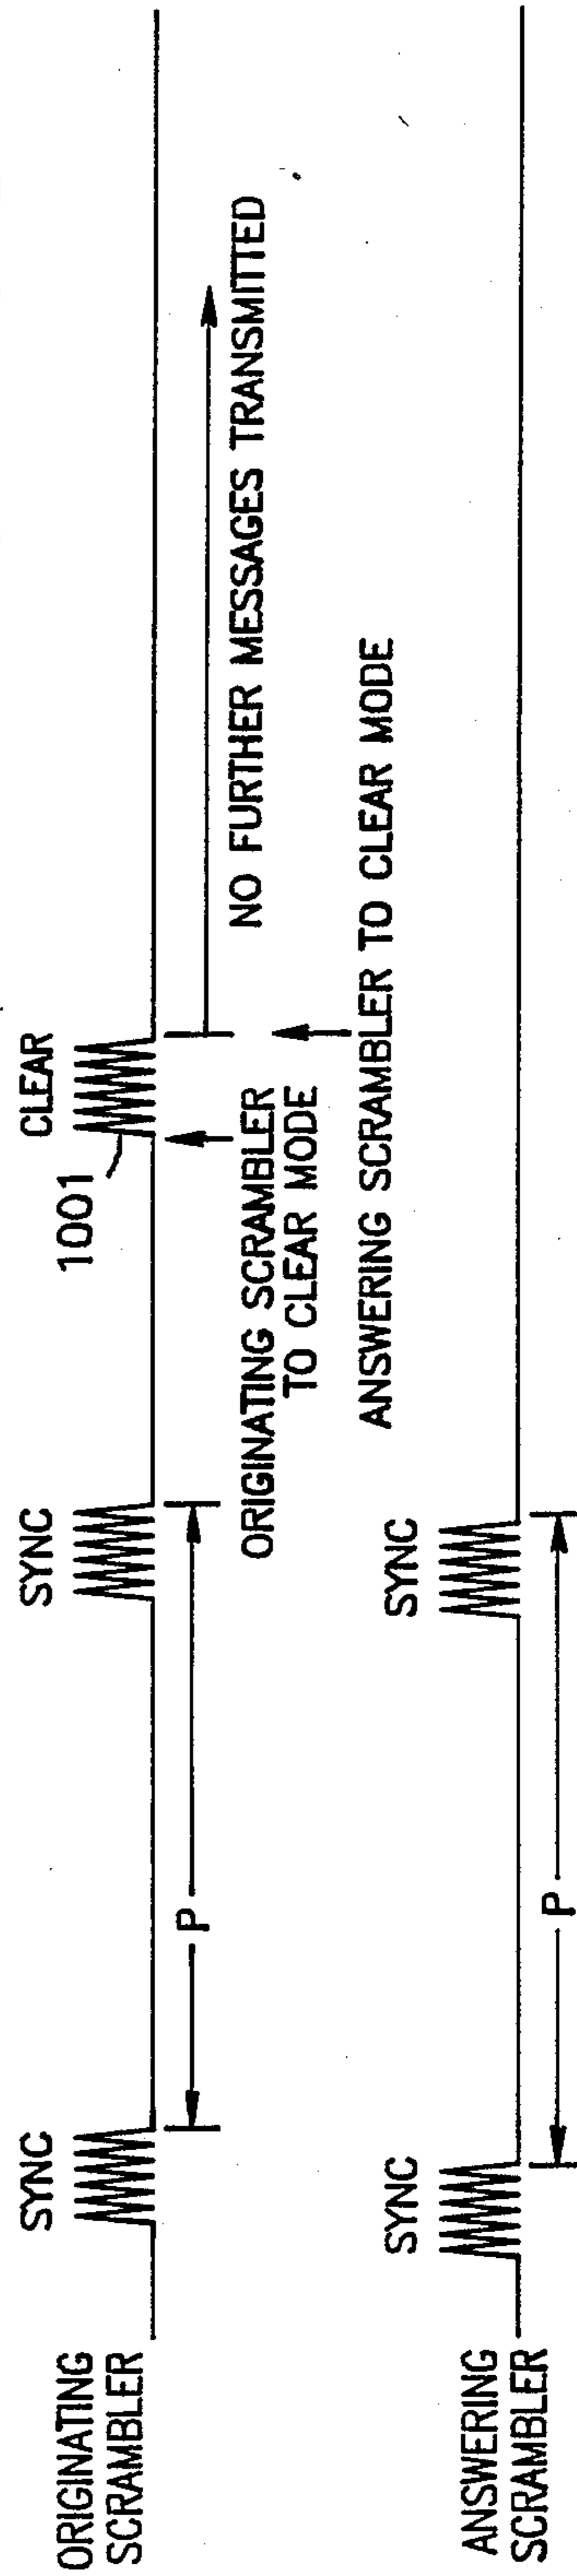 ORIGINATING
SCRAMBLER
SYNC
SYNC
CLEAR
1001
P
ORIGINATING SCRAMBLER
TO CLEAR MODE
NO FURTHER MESSAGES TRANSMITTED
ANSWERING SCRAMBLER TO CLEAR MODE
ANSWERING
SCRAMBLER
SYNC
SYNC
P